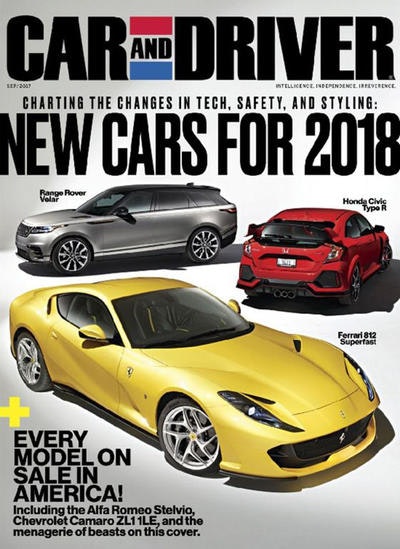 CAR AND DRIVER
SEP/2017
INTELLIGENCE. INDEPENDENCE. IRREVERENCE.
CHARTING THE CHANGES IN TECH, SAFETY, AND STYLING:
NEW CARS FOR 2018
Range Rover
Velar
Honda Civic
Type R
Ferrari 812
Superfast
+
EVERY
MODEL ON
SALE IN
AMERICA!
Including the Alfa Romeo Stelvio,
Chevrolet Camaro ZL1 1LE, and the
menagerie of beasts on this cover.